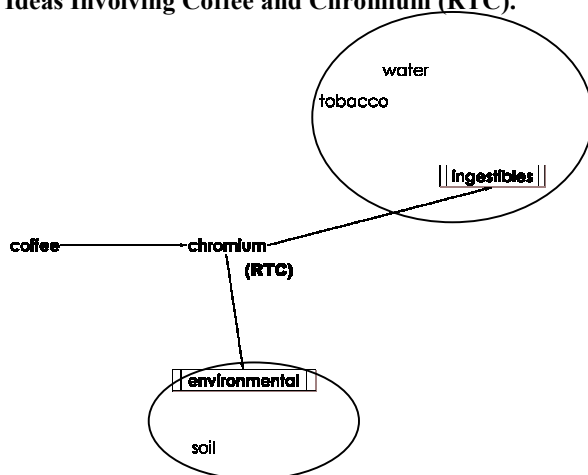 Ideas Involving Coffee and Chromium (RTC).
water
tobacco
ingestibles
coffee
chromium
(RTC)
environmental
soil